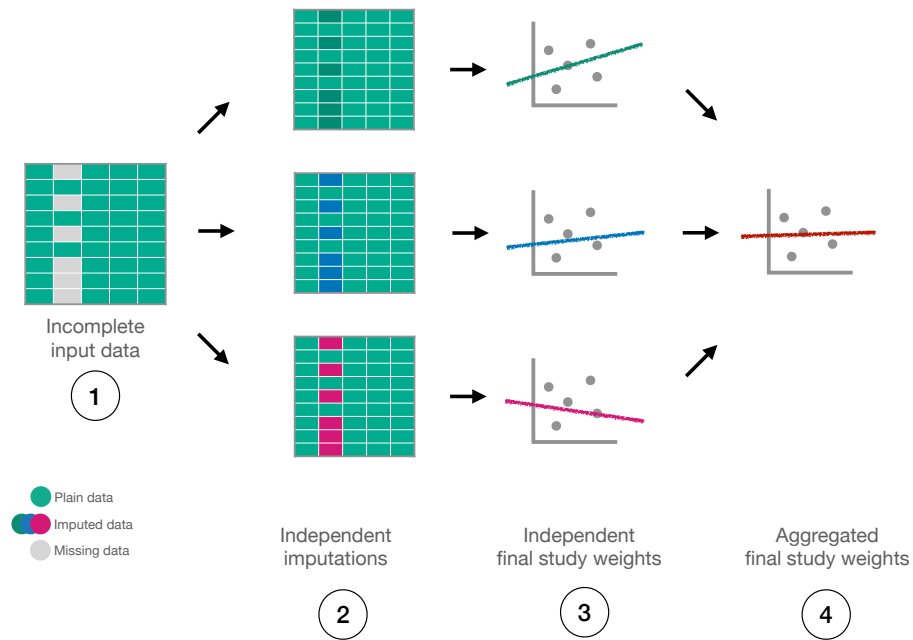 Incomplete
input data
1
Plain data
Imputed data
Missing data
Independent
imputations
2
Independent
final study weights
3
Aggregated
final study weights
4